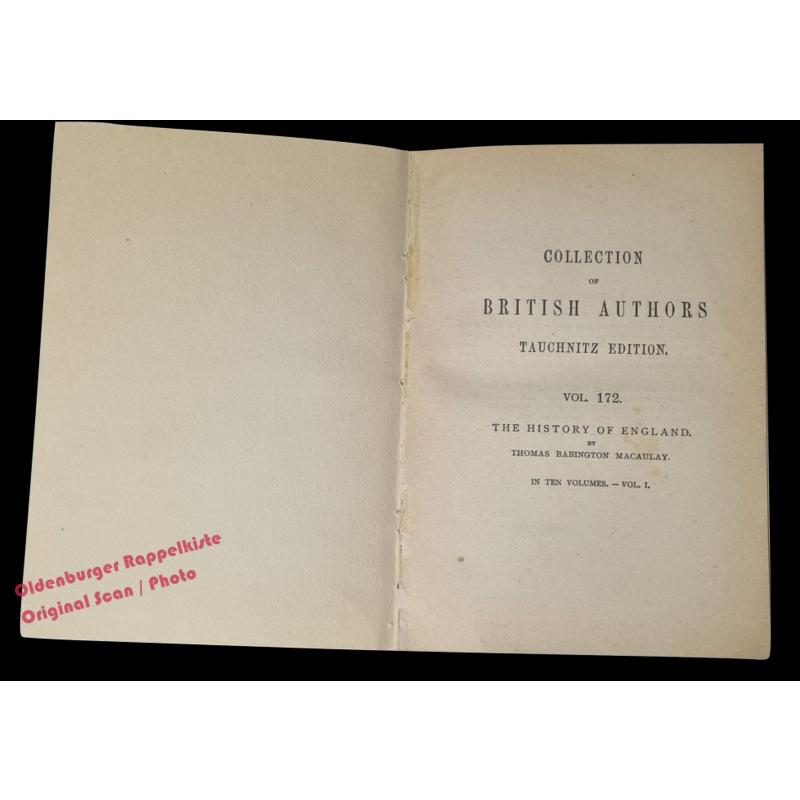 COLLECTION
OF
BRITISH AUTHORS
TAUCHNITZ EDITION.
VOL. 172.
THE HISTORY OF ENGLAND.
BY
THOMAS BABINGTON MACAULAY.
IN TEN VOLUMES. — VOL. I.
Oldenburger Rappelkiste
Original Scan / Photo